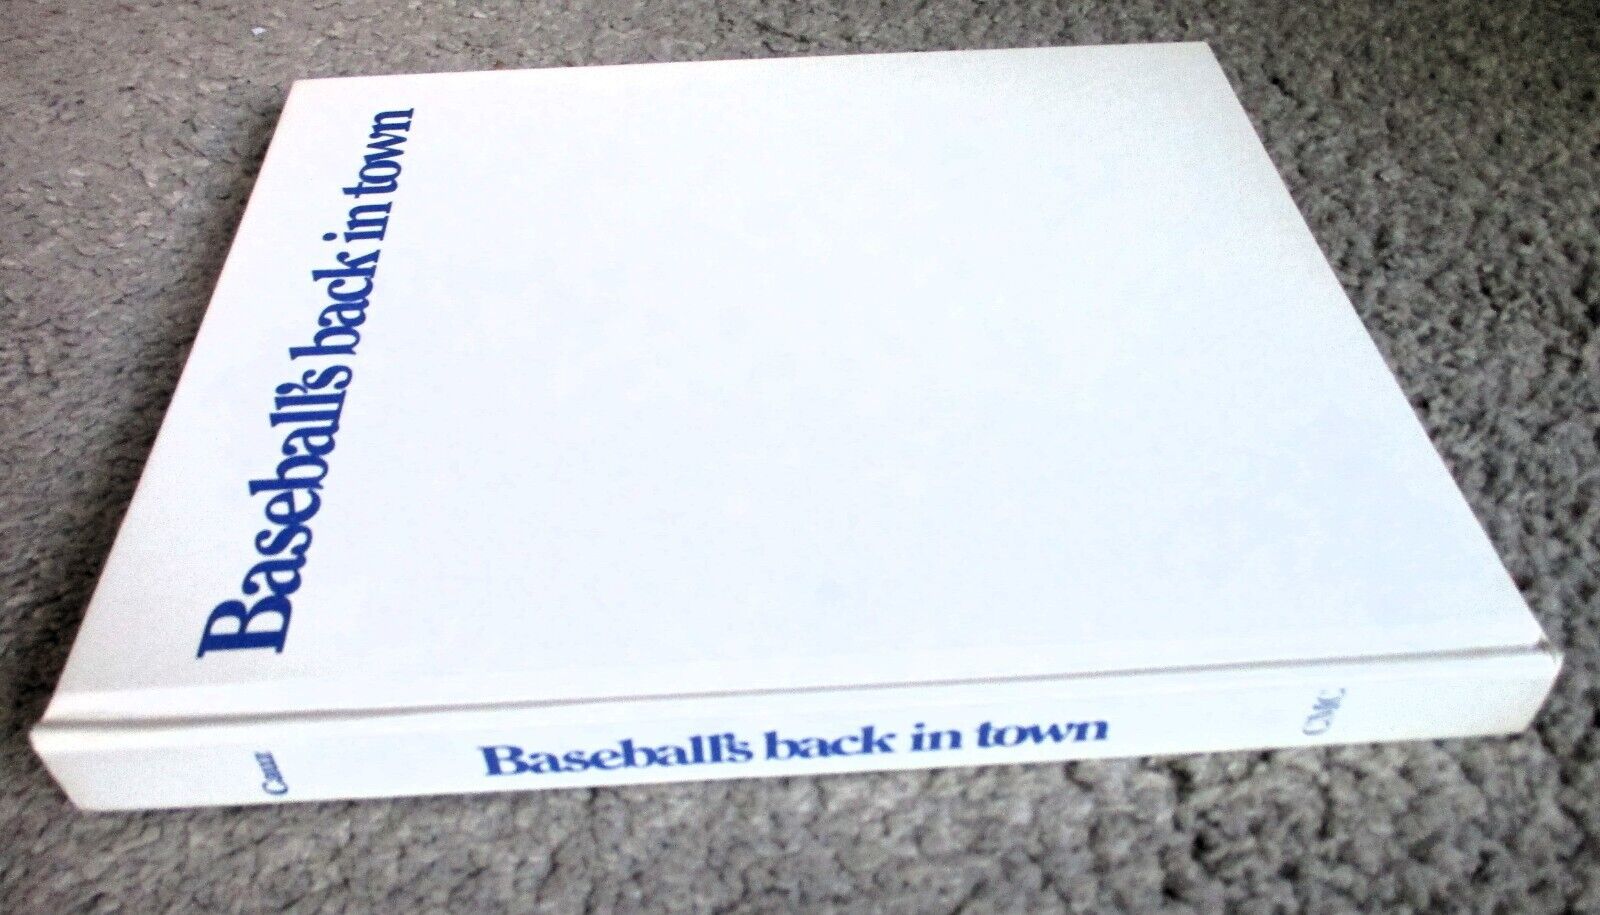 Baseball's back in town
Baseball's back in town
CMC